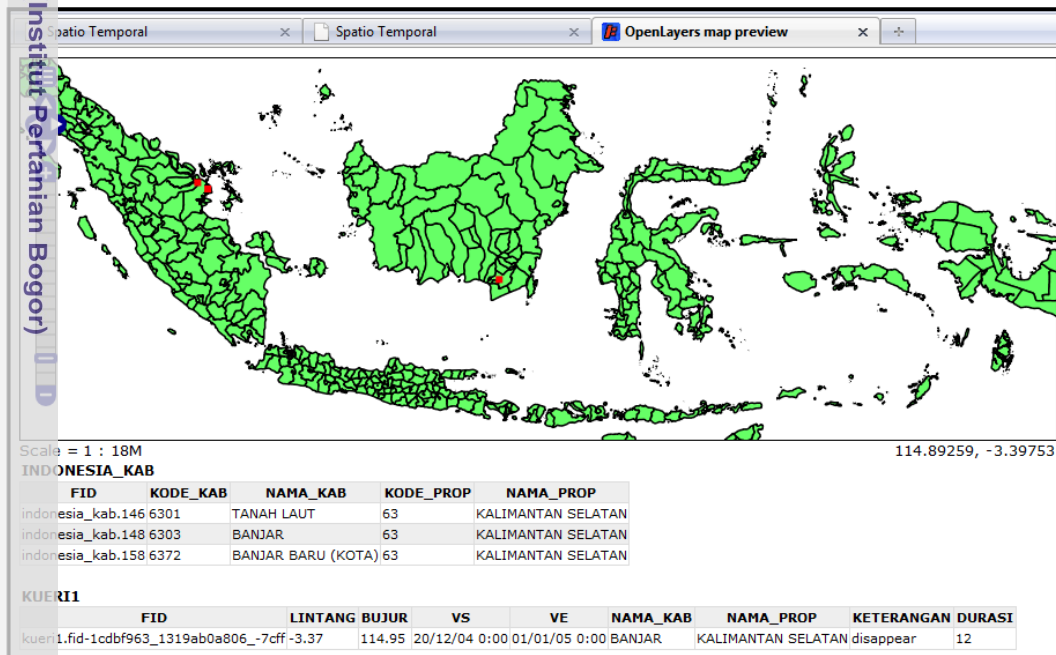 Institut Pertanian Bogor)
Spatio Temporal
Spatio Temporal
OpenLayers map preview
Scale = 1 : 18M
114.89259, -3.39753
INDONESIA_KAB
FID KODE_KAB NAMA_KAB KODE_PROP NAMA_PROP
indonesia_kab.146 6301 TANAH LAUT 63 KALIMANTAN SELATAN
indonesia_kab.148 6303 BANJAR 63 KALIMANTAN SELATAN
indonesia_kab.158 6372 BANJAR BARU (KOTA) 63 KALIMANTAN SELATAN
KUERI1
FID LINTANG BUJUR VS VE NAMA_KAB NAMA_PROP KETERANGAN DURASI
kueri1.fid-1cdbf963_1319ab0a806_-7cff -3.37 114.95 20/12/04 0:00 01/01/05 0:00 BANJAR KALIMANTAN SELATAN disappear 12